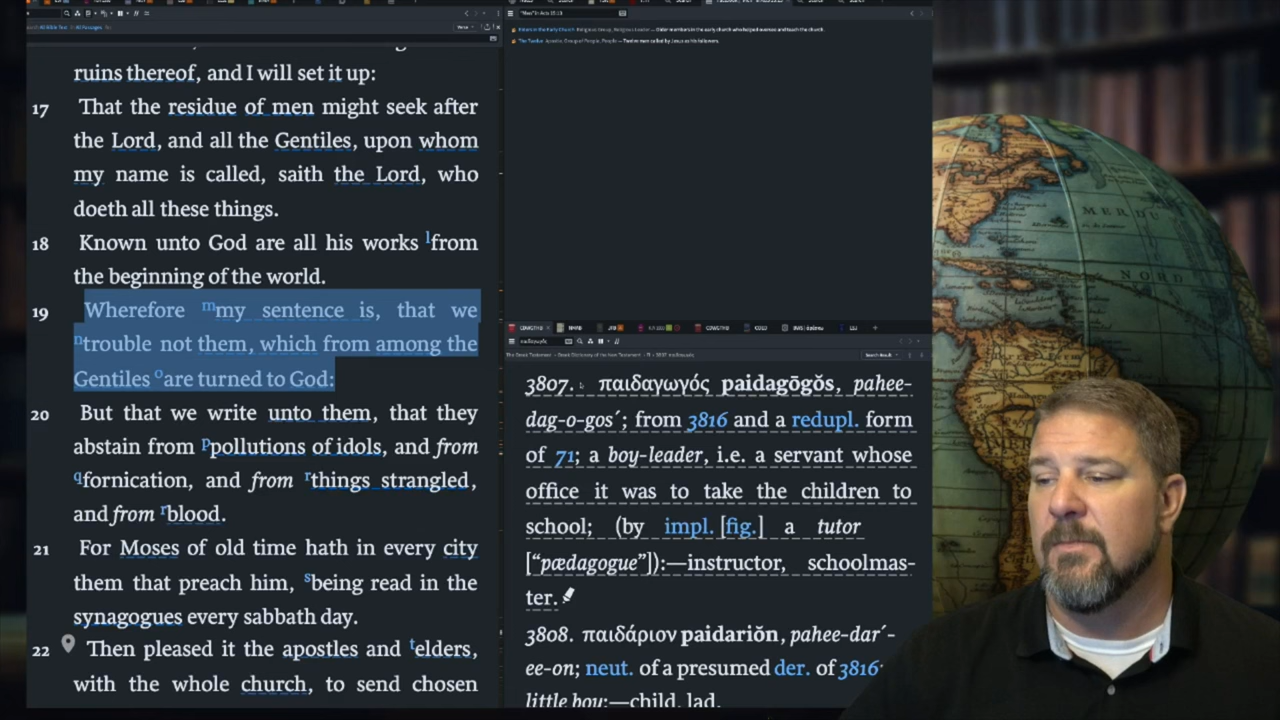 ruins thereof, and I will set it up:
17 That the residue of men might seek after
the Lord, and all the Gentiles, upon whom
my name is called, saith the Lord, who
doeth all these things.
18 Known unto God are all his works lfrom
the beginning of the world.
19 Wherefore mmy sentence is, that we
ntrouble not them, which from among the
Gentiles oare turned to God:
20 But that we write unto them, that they
abstain from ppollutions of idols, and from
qfornication, and from rthings strangled,
and from rblood.
21 For Moses of old time hath in every city
them that preach him, sbeing read in the
synagogues every sabbath day.
22 Then pleased it the apostles and telders,
with the whole church, to send chosen
3807. παιδαγωγός paidagōgŏs, pahee-
dag-o-gos´; from 3816 and a redupl. form
of 71; a boy-leader, i.e. a servant whose
office it was to take the children to
school; (by impl. [fig.] a tutor
[“pædagogue”]):—instructor, schoolmas-
ter.
3808. παιδάριον paidariŏn, pahee-dar´-
ee-on; neut. of a presumed der. of 3816;
little boy:—child, lad.
MERDU
NORD